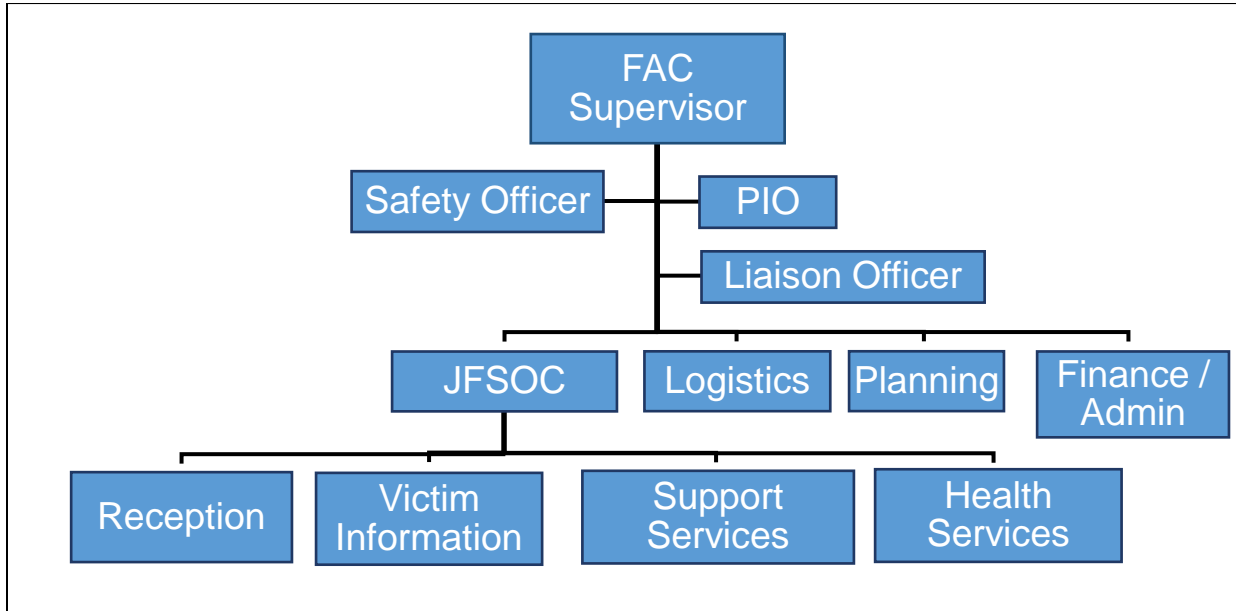 FAC
Supervisor
Safety Officer
PIO
Liaison Officer
JFSOC
Logistics
Planning
Finance /
Admin
Reception
Victim
Information
Support
Services
Health
Services